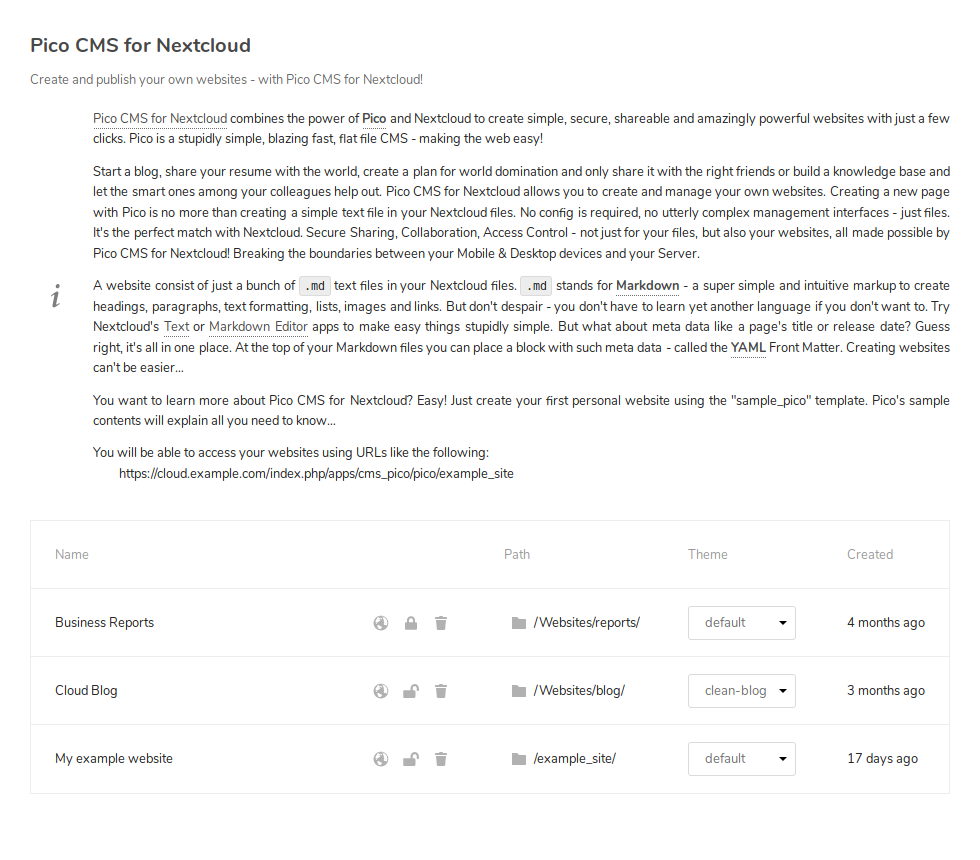 Pico CMS for Nextcloud
Create and publish your own websites - with Pico CMS for Nextcloud!
Pico CMS for Nextcloud combines the power of Pico and Nextcloud to create simple, secure, shareable and amazingly powerful websites with just a few
clicks. Pico is a stupidly simple, blazing fast, flat file CMS - making the web easy!
Start a blog, share your resume with the world, create a plan for world domination and only share it with the right friends or build a knowledge base and
let the smart ones among your colleagues help out. Pico CMS for Nextcloud allows you to create and manage your own websites. Creating a new page
with Pico is no more than creating a simple text file in your Nextcloud files. No config is required, no utterly complex management interfaces - just files.
It's the perfect match with Nextcloud. Secure Sharing, Collaboration, Access Control - not just for your files, but also your websites, all made possible by
Pico CMS for Nextcloud! Breaking the boundaries between your Mobile & Desktop devices and your Server.
A website consist of just a bunch of .md text files in your Nextcloud files. .md stands for Markdown - a super simple and intuitive markup to create
headings, paragraphs, text formatting, lists, images and links. But don't despair - you don't have to learn yet another language if you don't want to. Try
Nextcloud's Text or Markdown Editor apps to make easy things stupidly simple. But what about meta data like a page's title or release date? Guess
right, it's all in one place. At the top of your Markdown files you can place a block with such meta data - called the YAML Front Matter. Creating websites
can't be easier...
You want to learn more about Pico CMS for Nextcloud? Easy! Just create your first personal website using the "sample_pico" template. Pico's sample
contents will explain all you need to know...
You will be able to access your websites using URLs like the following:
https://cloud.example.com/index.php/apps/cms_pico/pico/example_site
Name Path Theme Created
Business Reports /Websites/reports/ default 4 months ago
Cloud Blog /Websites/blog/ clean-blog 3 months ago
My example website /example_site/ default 17 days ago